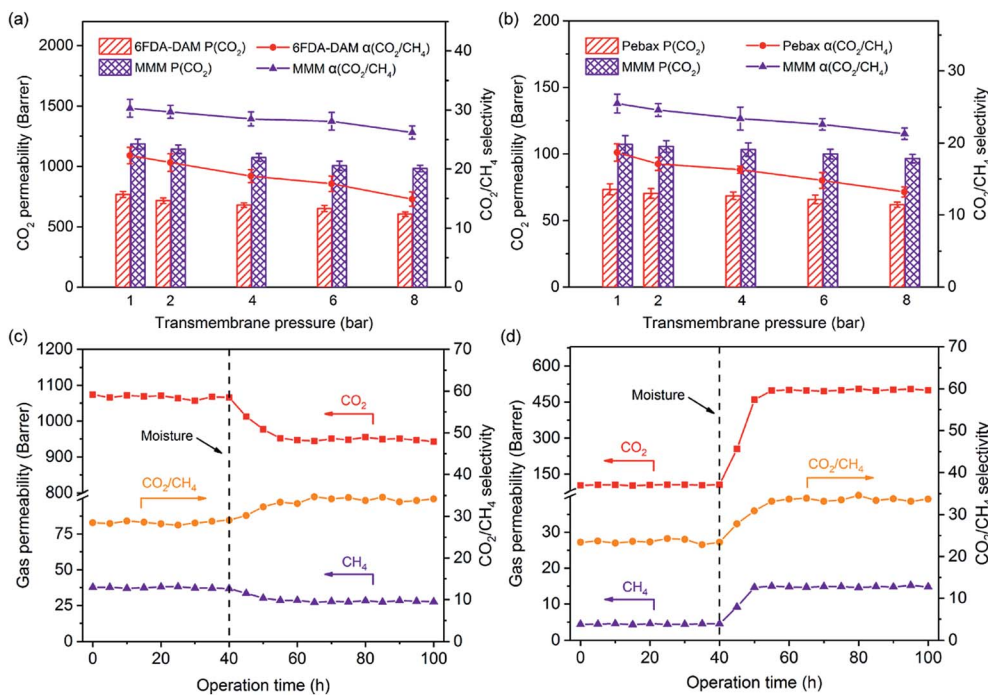 (a)
CO₂ permeability (Barrer)
2000
1500
1000
500
0
6FDA-DAM P(CO₂)
6FDA-DAM α(CO₂/CH₄)
MMM P(CO₂)
MMM α(CO₂/CH₄)
40
30
20
10
0
CO₂/CH₄ selectivity
1 2 4 6 8
Transmembrane pressure (bar)
(b)
CO₂ permeability (Barrer)
200
150
100
50
0
Pebax P(CO₂)
Pebax α(CO₂/CH₄)
MMM P(CO₂)
MMM α(CO₂/CH₄)
30
20
10
0
CO₂/CH₄ selectivity
1 2 4 6 8
Transmembrane pressure (bar)
(c)
Gas permeability (Barrer)
1200
1100
1000
900
800
75
50
25
0
CO₂
Moisture
CO₂/CH₄
CH₄
70
60
50
40
30
20
10
0
CO₂/CH₄ selectivity
0 20 40 60 80 100
Operation time (h)
(d)
Gas permeability (Barrer)
600
450
300
150
40
30
20
10
0
Moisture
CO₂
CO₂/CH₄
CH₄
70
60
50
40
30
20
10
0
CO₂/CH₄ selectivity
0 20 40 60 80 100
Operation time (h)